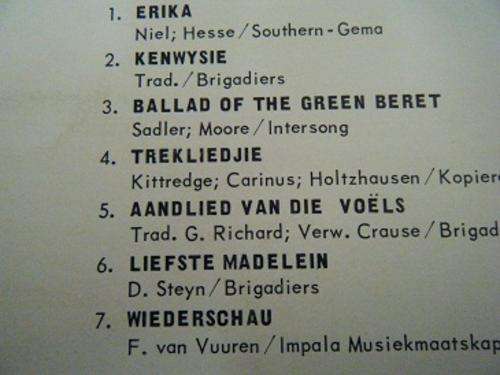 1. ERIKA
Niel; Hesse/Southern-Gema
2. KENWYSIE
Trad./Brigadiers
3. BALLAD OF THE GREEN BERET
Sadler; Moore/Intersong
4. TREKLIEDJIE
Kittredge; Carinus; Holtzhausen/Kopiere
5. AANDLIED VAN DIE VOËLS
Trad. G. Richard; Verw. Crause/Brigad
6. LIEFSTE MADELEIN
D. Steyn/Brigadiers
7. WIEDERSCHAU
F. van Vuuren/Impala Musiekmaatskap